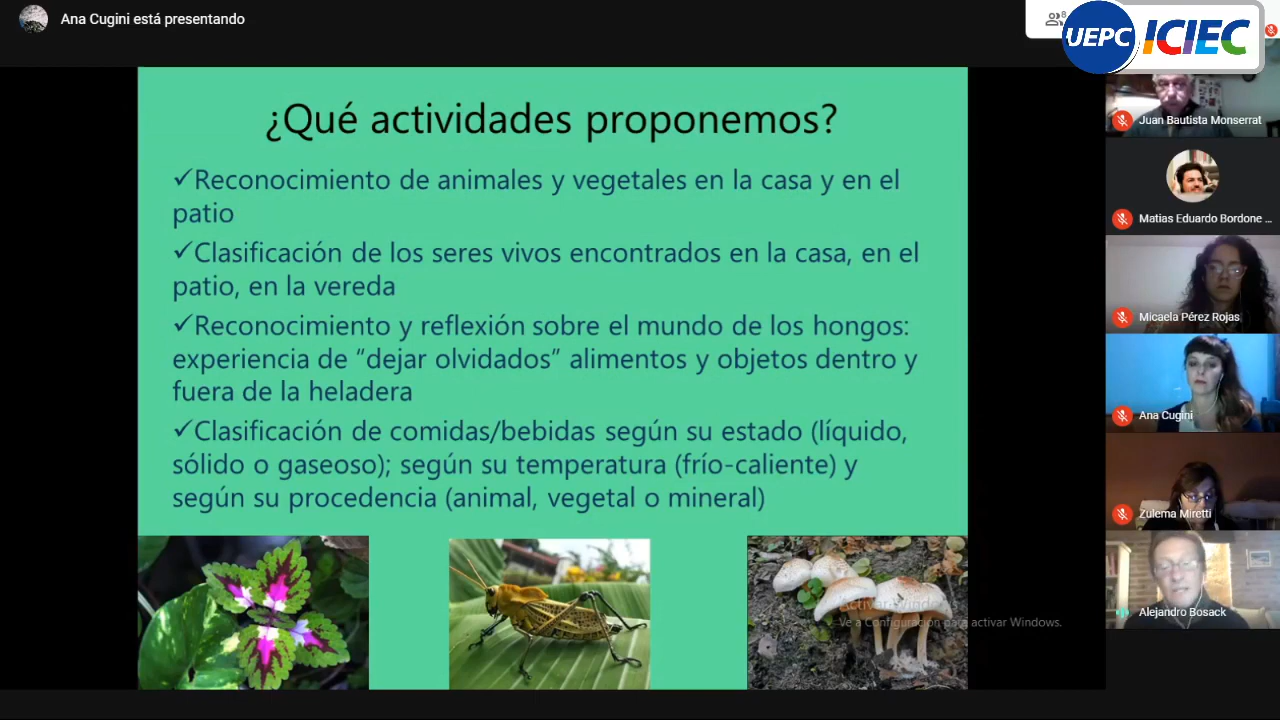 Ana Cugini está presentando
8
UEPC ICIEC
¿Qué actividades proponemos?
✓Reconocimiento de animales y vegetales en la casa y en el
patio
✓Clasificación de los seres vivos encontrados en la casa, en el
patio, en la vereda
✓Reconocimiento y reflexión sobre el mundo de los hongos:
experiencia de “dejar olvidados” alimentos y objetos dentro y
fuera de la heladera
✓Clasificación de comidas/bebidas según su estado (líquido,
sólido o gaseoso); según su temperatura (frío-caliente) y
según su procedencia (animal, vegetal o mineral)
Activar Windows
Ve a Configuración para activar Windows.
Juan Bautista Monserrat
Matias Eduardo Bordone ...
Micaela Pérez Rojas
Ana Cugini
Zulema Miretti
Alejandro Bosack